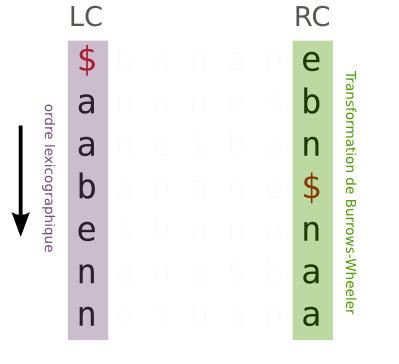 LC RC
$ b a n a n e
a n a n e $ b
a n e $ b a n
b a n a n e $
e $ b a n a n
n a n e $ b a
n e $ b a n a
ordre lexicographique
Transformation de Burrows-Wheeler